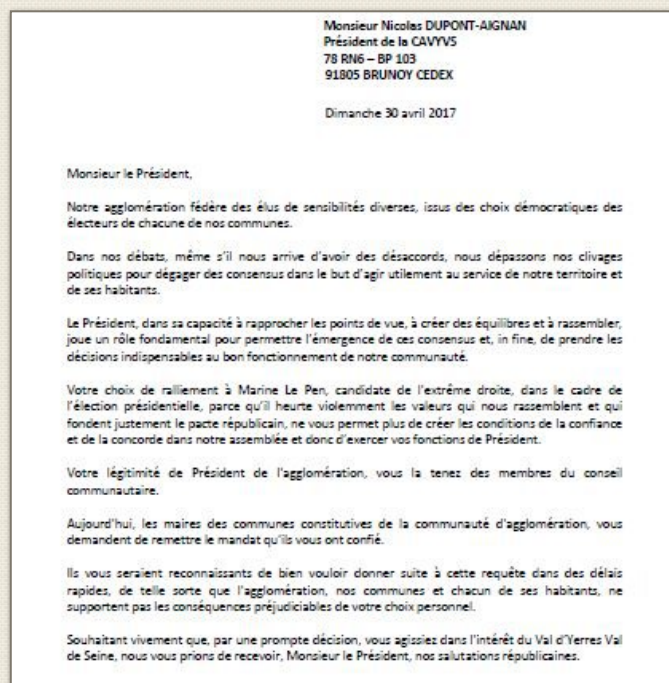 Monsieur Nicolas DUPONT-AIGNAN
Président de la CAVYVS
78 RN6 – BP 103
91805 BRUNOY CEDEX
Dimanche 30 avril 2017
Monsieur le Président,
Notre agglomération fédère des élus de sensibilités diverses, issus des choix démocratiques des
électeurs de chacune de nos communes.
Dans nos débats, même s'il nous arrive d'avoir des désaccords, nous dépassons nos clivages
politiques pour dégager des consensus dans le but d'agir utilement au service de notre territoire et
de ses habitants.
Le Président, dans sa capacité à rapprocher les points de vue, à créer des équilibres et à rassembler,
joue un rôle fondamental pour permettre l'émergence de ces consensus et, in fine, de prendre les
décisions indispensables au bon fonctionnement de notre communauté.
Votre choix de ralliement à Marine Le Pen, candidate de l'extrême droite, dans le cadre de
l'élection présidentielle, parce qu'il heurte violemment les valeurs qui nous rassemblent et qui
fondent justement le pacte républicain, ne vous permet plus de créer les conditions de la confiance
et de la concorde dans notre assemblée et donc d'exercer vos fonctions de Président.
Votre légitimité de Président de l'agglomération, vous la tenez des membres du conseil
communautaire.
Aujourd'hui, les maires des communes constitutives de la communauté d'agglomération, vous
demandent de remettre le mandat qu'ils vous ont confié.
Ils vous seraient reconnaissants de bien vouloir donner suite à cette requête dans des délais
rapides, de telle sorte que l'agglomération, nos communes et chacun de ses habitants, ne
supportent pas les conséquences préjudiciables de votre choix personnel.
Souhaitant vivement que, par une prompte décision, vous agissiez dans l'intérêt du Val d'Yerres Val
de Seine, nous vous prions de recevoir, Monsieur le Président, nos salutations républicaines.